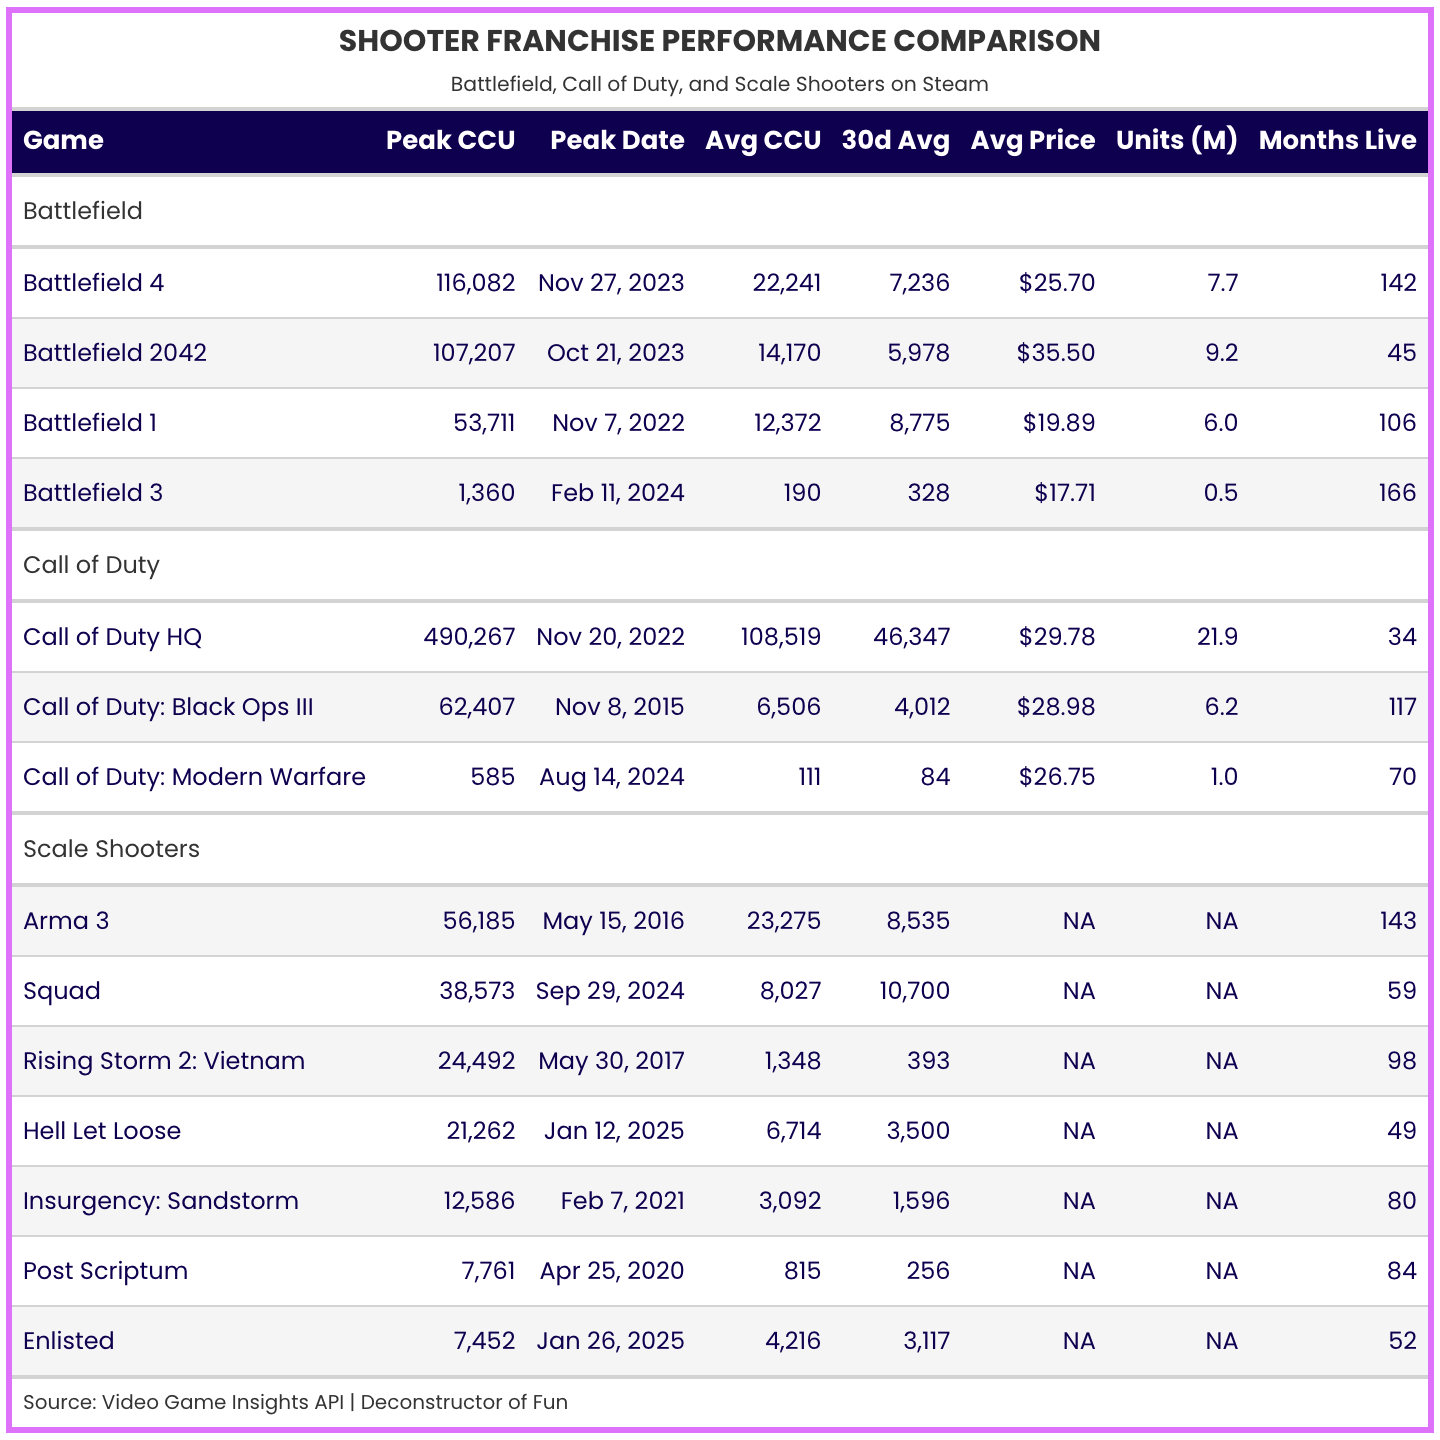 SHOOTER FRANCHISE PERFORMANCE COMPARISON
Battlefield, Call of Duty, and Scale Shooters on Steam
Game Peak CCU Peak Date Avg CCU 30d Avg Avg Price Units (M) Months Live
Battlefield
Battlefield 4 116,082 Nov 27, 2023 22,241 7,236 $25.70 7.7 142
Battlefield 2042 107,207 Oct 21, 2023 14,170 5,978 $35.50 9.2 45
Battlefield 1 53,711 Nov 7, 2022 12,372 8,775 $19.89 6.0 106
Battlefield 3 1,360 Feb 11, 2024 190 328 $17.71 0.5 166
Call of Duty
Call of Duty HQ 490,267 Nov 20, 2022 108,519 46,347 $29.78 21.9 34
Call of Duty: Black Ops III 62,407 Nov 8, 2015 6,506 4,012 $28.98 6.2 117
Call of Duty: Modern Warfare 585 Aug 14, 2024 111 84 $26.75 1.0 70
Scale Shooters
Arma 3 56,185 May 15, 2016 23,275 8,535 NA NA 143
Squad 38,573 Sep 29, 2024 8,027 10,700 NA NA 59
Rising Storm 2: Vietnam 24,492 May 30, 2017 1,348 393 NA NA 98
Hell Let Loose 21,262 Jan 12, 2025 6,714 3,500 NA NA 49
Insurgency: Sandstorm 12,586 Feb 7, 2021 3,092 1,596 NA NA 80
Post Scriptum 7,761 Apr 25, 2020 815 256 NA NA 84
Enlisted 7,452 Jan 26, 2025 4,216 3,117 NA NA 52
Source: Video Game Insights API | Deconstructor of Fun